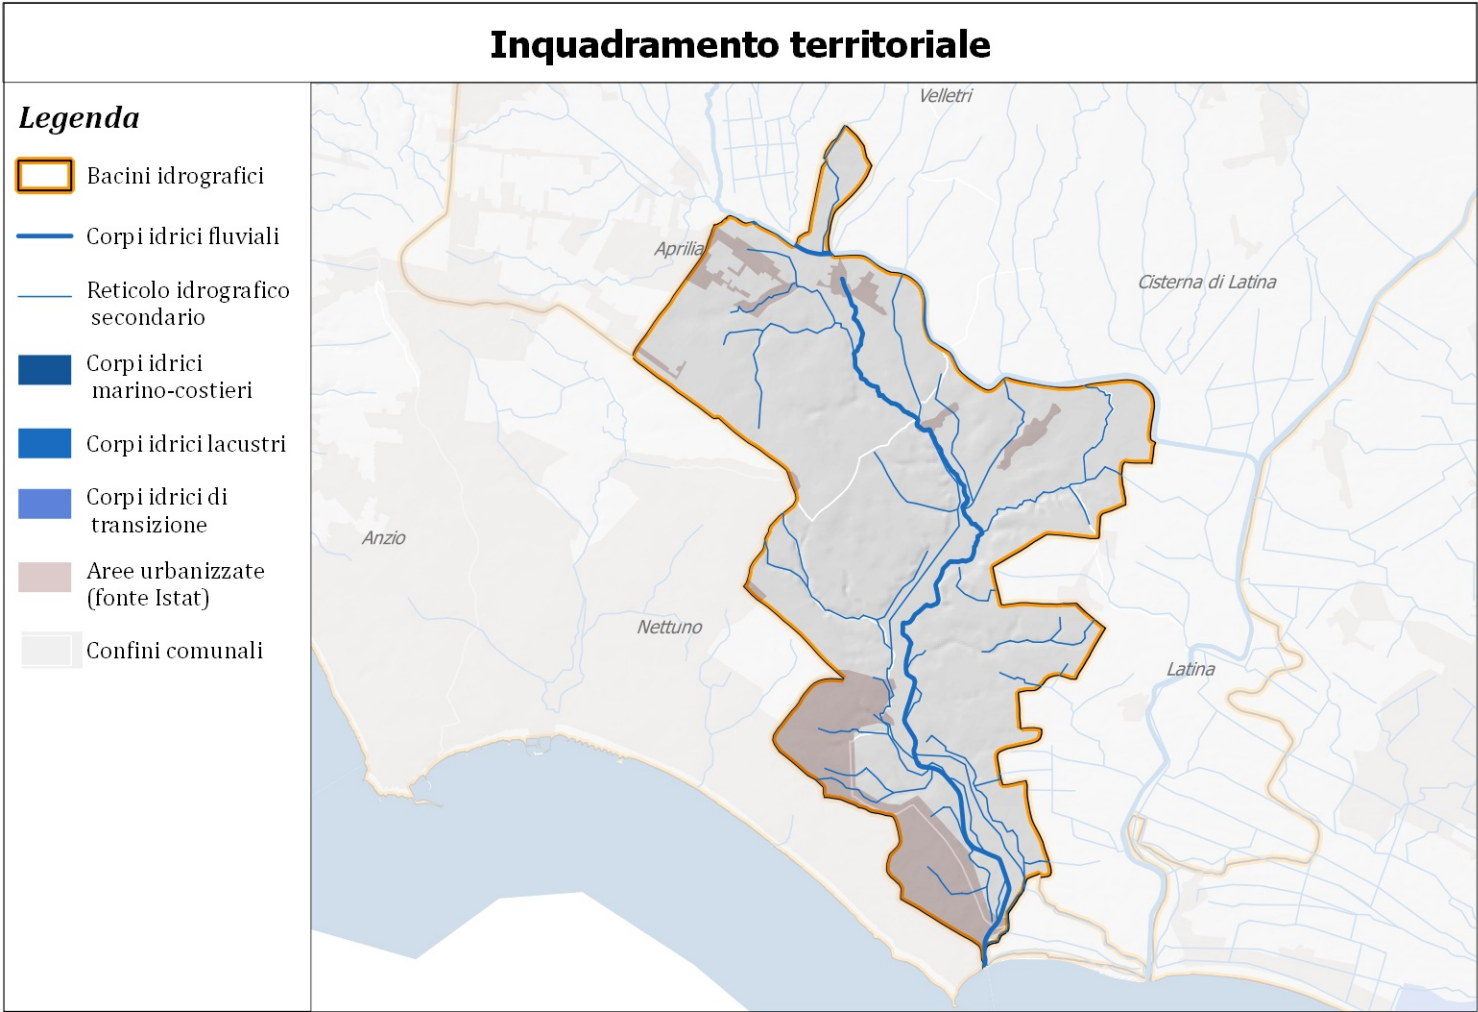 Inquadramento territoriale
Legenda
Bacini idrografici
Corpi idrici fluviali
Reticolo idrografico
secondario
Corpi idrici
marino-costieri
Corpi idrici lacustri
Corpi idrici di
transizione
Aree urbanizzate
(fonte Istat)
Confini comunali
Velletri
Aprilia
Cisterna di Latina
Anzio
Nettuno
Latina